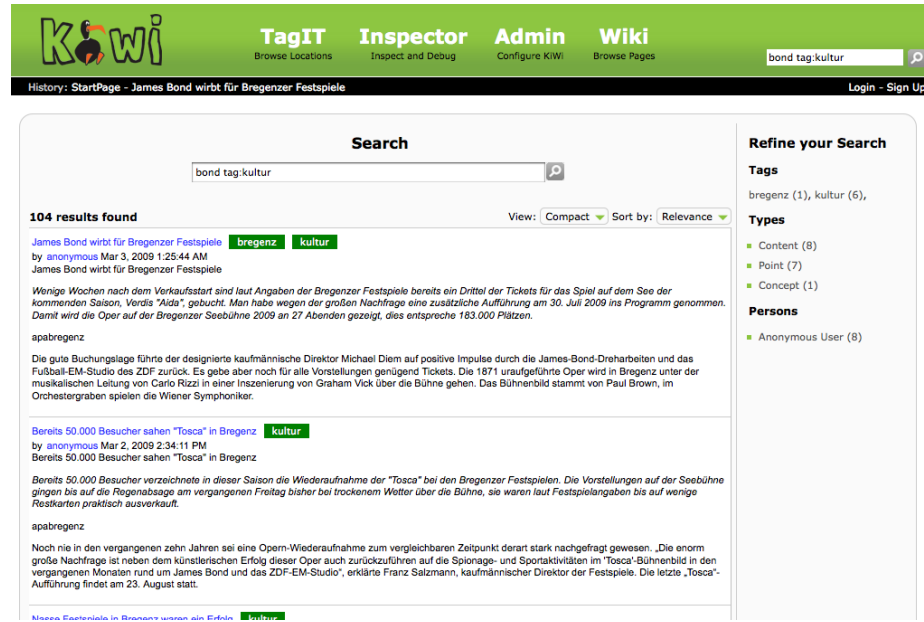 KiWi
TagIT Inspector Admin Wiki
Browse Locations Inspect and Debug Configure KiWi Browse Pages
bond tag:kultur
History: StartPage - James Bond wirbt für Bregenzer Festspiele
Login - Sign Up
Search
bond tag:kultur
104 results found
View: Compact Sort by: Relevance
James Bond wirbt für Bregenzer Festspiele bregenz kultur
by anonymous Mar 3, 2009 1:25:44 AM
James Bond wirbt für Bregenzer Festspiele
Wenige Wochen nach dem Verkaufsstart sind laut Angaben der Bregenzer Festspiele bereits ein Drittel der Tickets für das Spiel auf dem See der
kommenden Saison, Verdis "Aida", gebucht. Man habe wegen der großen Nachfrage eine zusätzliche Aufführung am 30. Juli 2009 ins Programm genommen.
Damit wird die Oper auf der Bregenzer Seebühne 2009 an 27 Abenden gezeigt, dies entspreche 183.000 Plätzen.
apabregenz
Die gute Buchungslage führte der designierte kaufmännische Direktor Michael Diem auf positive Impulse durch die James-Bond-Dreharbeiten und das
Fußball-EM-Studio des ZDF zurück. Es gebe aber noch für alle Vorstellungen genügend Tickets. Die 1871 uraufgeführte Oper wird in Bregenz unter der
musikalischen Leitung von Carlo Rizzi in einer Inszenierung von Graham Vick über die Bühne gehen. Das Bühnenbild stammt von Paul Brown, im
Orchestergraben spielen die Wiener Symphoniker.
Bereits 50.000 Besucher sahen "Tosca" in Bregenz kultur
by anonymous Mar 2, 2009 2:34:11 PM
Bereits 50.000 Besucher sahen "Tosca" in Bregenz
Bereits 50.000 Besucher verzeichnete in dieser Saison die Wiederaufnahme der "Tosca" bei den Bregenzer Festspielen. Die Vorstellungen auf der Seebühne
gingen bis auf die Regenabsage am vergangenen Freitag bisher bei trockenem Wetter über die Bühne, sie waren laut Festspielangaben bis auf wenige
Restkarten praktisch ausverkauft.
apabregenz
Noch nie in den vergangenen zehn Jahren sei eine Opern-Wiederaufnahme zum vergleichbaren Zeitpunkt derart stark nachgefragt gewesen. „Die enorm
große Nachfrage ist neben dem künstlerischen Erfolg dieser Oper auch zurückzuführen auf die Spionage- und Sportaktivitäten im 'Tosca'-Bühnenbild in den
vergangenen Monaten rund um James Bond und das ZDF-EM-Studio", erklärte Franz Salzmann, kaufmännischer Direktor der Festspiele. Die letzte „Tosca"-
Aufführung findet am 23. August statt.
Nasse Festspiele in Bregenz waren ein Erfolg kultur
Refine your Search
Tags
bregenz (1), kultur (6),
Types
Content (8)
Point (7)
Concept (1)
Persons
Anonymous User (8)